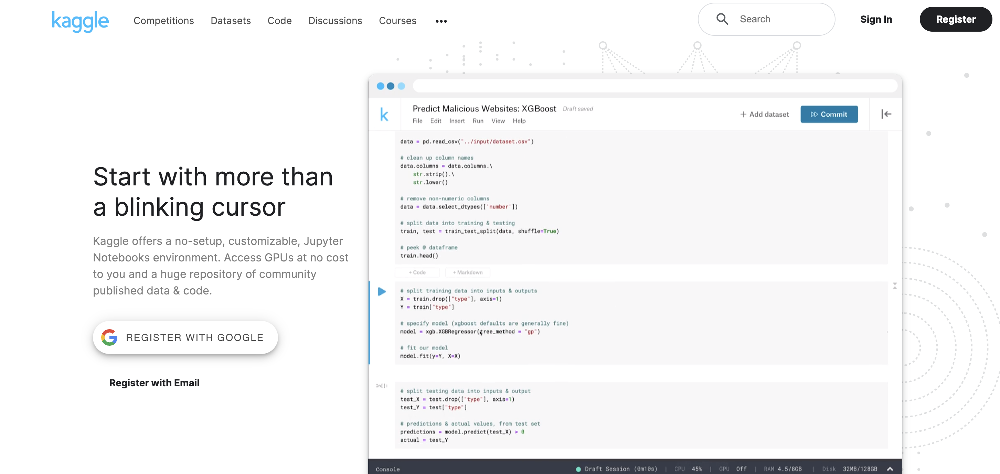 kaggle
Competitions Datasets Code Discussions Courses •••
Search
Sign In
Register
Start with more than
a blinking cursor
Kaggle offers a no-setup, customizable, Jupyter
Notebooks environment. Access GPUs at no cost
to you and a huge repository of community
published data & code.
REGISTER WITH GOOGLE
Register with Email
k
Predict Malicious Websites: XGBoost Draft saved
File Edit Insert Run View Help
+ Add dataset
Commit
data = pd.read_csv("../input/dataset.csv")
# clean up column names
data.columns = data.columns.\
str.strip().\
str.lower()
# remove non-numeric columns
data = data.select_dtypes(['number'])
# split data into training & testing
train, test = train_test_split(data, shuffle=True)
# peek @ dataframe
train.head()
+ Code + Markdown
# split training data into inputs & outputs
X = train.drop(["type"], axis=1)
Y = train["type"]
# specify model (xgboost defaults are generally fine)
model = xgb.XGBRegressor(tree_method = "gp")
# fit our model
model.fit(y=Y, X=X)
In[]:
# split testing data into inputs & output
test_X = test.drop(["type"], axis=1)
test_Y = test["type"]
# predictions & actual values, from test set
predictions = model.predict(test_X) > 0
actual = test_Y
Console Draft Session (0m10s) | CPU 45% | GPU Off | RAM 4.5/8GB | Disk 32MB/128GB